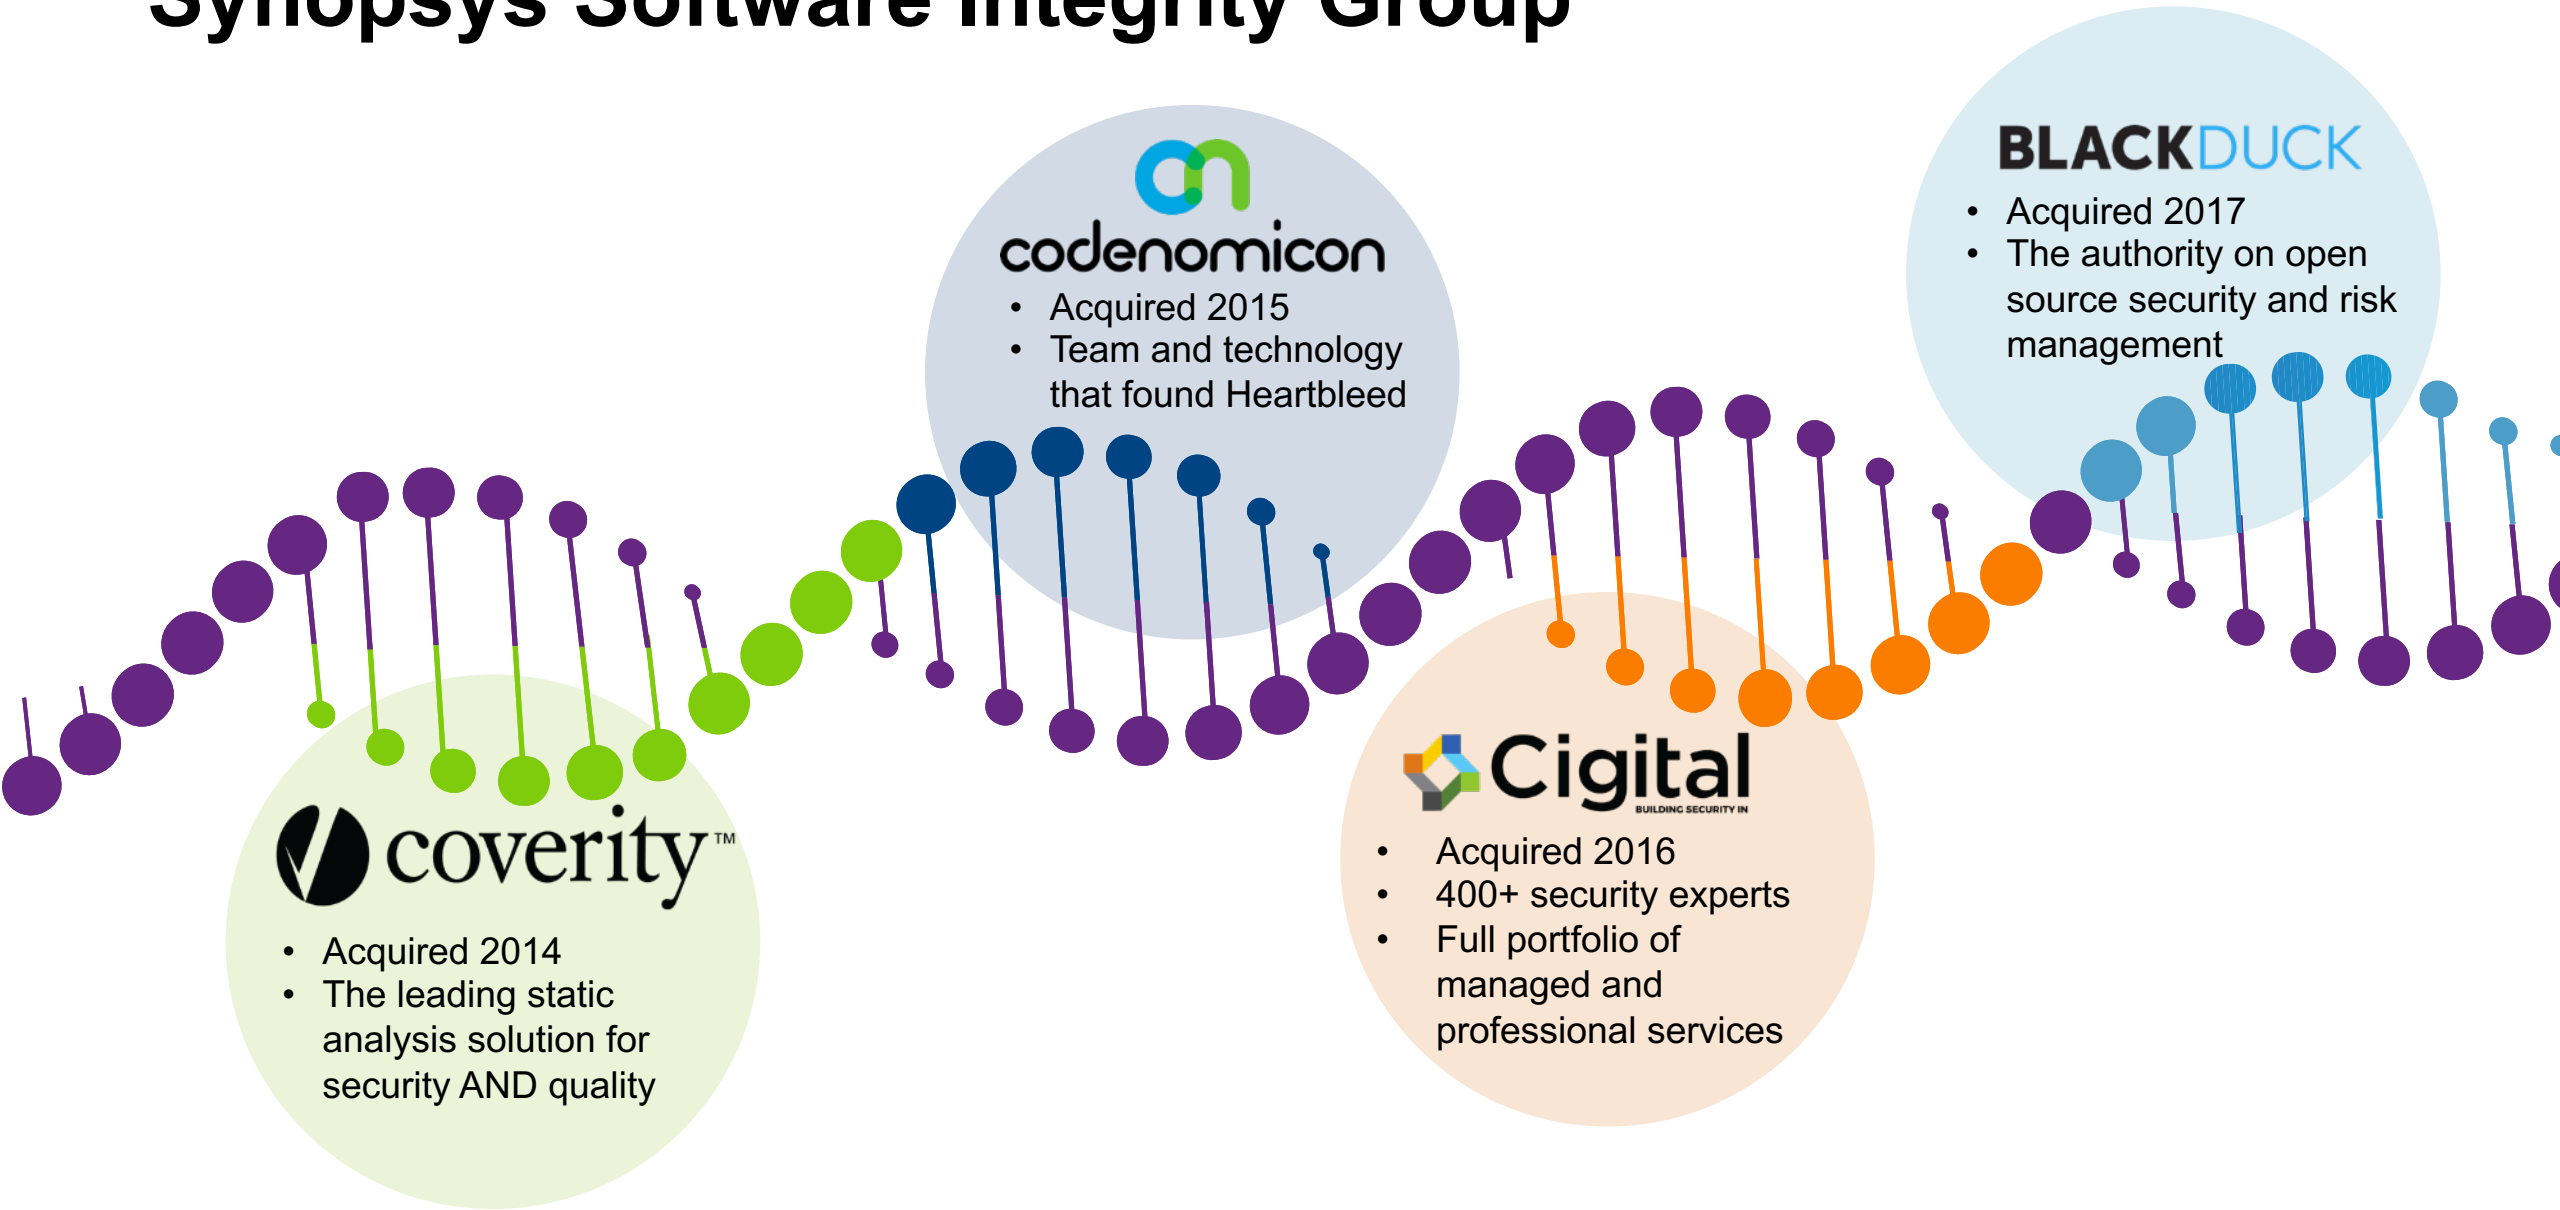 Synopsys Software Integrity Group
codenomicon
• Acquired 2015
• Team and technology
that found Heartbleed
BLACKDUCK
• Acquired 2017
• The authority on open
source security and risk
management
coverity™
• Acquired 2014
• The leading static
analysis solution for
security AND quality
Cigital
BUILDING SECURITY IN
• Acquired 2016
• 400+ security experts
• Full portfolio of
managed and
professional services